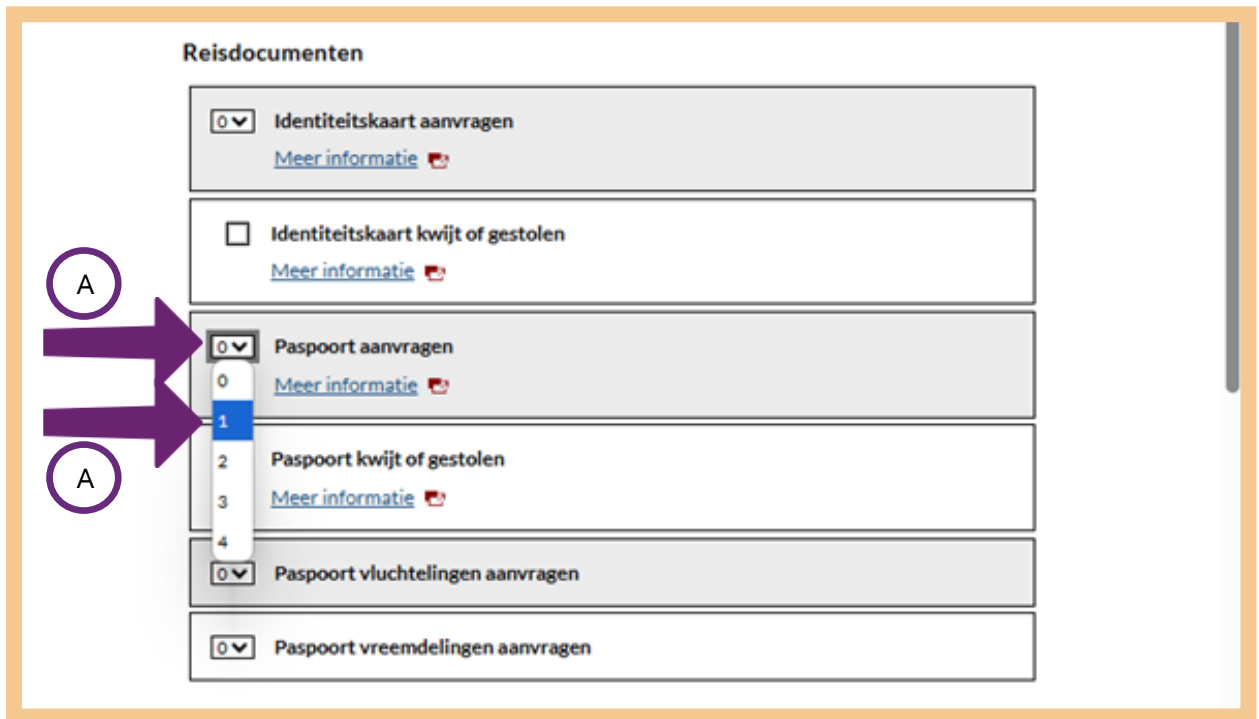 Reisdocumenten
0 Identiteitskaart aanvragen
Meer informatie
Identiteitskaart kwijt of gestolen
Meer informatie
A
0 Paspoort aanvragen
0
Meer informatie
1
2 Paspoort kwijt of gestolen
A
3 Meer informatie
4
0 Paspoort vluchtelingen aanvragen
0 Paspoort vreemdelingen aanvragen